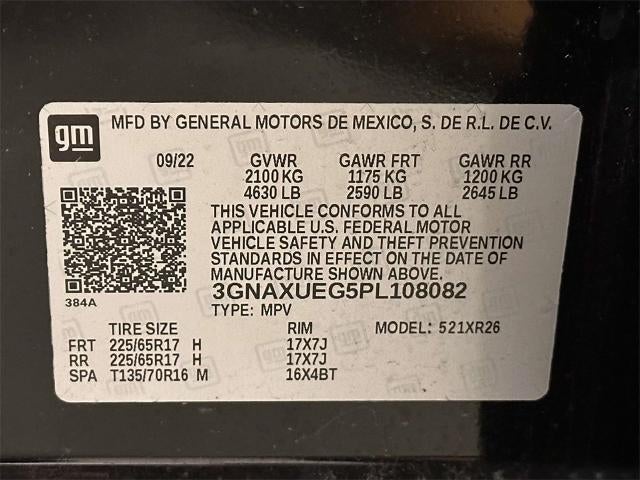 gm MFD BY GENERAL MOTORS DE MEXICO, S. DE R.L. DE C.V.
09/22 GVWR GAWR FRT GAWR RR
2100 KG 1175 KG 1200 KG
4630 LB 2590 LB 2645 LB
THIS VEHICLE CONFORMS TO ALL
APPLICABLE U.S. FEDERAL MOTOR
VEHICLE SAFETY AND THEFT PREVENTION
STANDARDS IN EFFECT ON THE DATE OF
MANUFACTURE SHOWN ABOVE.
384A 3GNAXUEG5PL108082
TYPE: MPV
TIRE SIZE RIM MODEL: 521XR26
FRT 225/65R17 H 17X7J
RR 225/65R17 H 17X7J
SPA T135/70R16 M 16X4BT